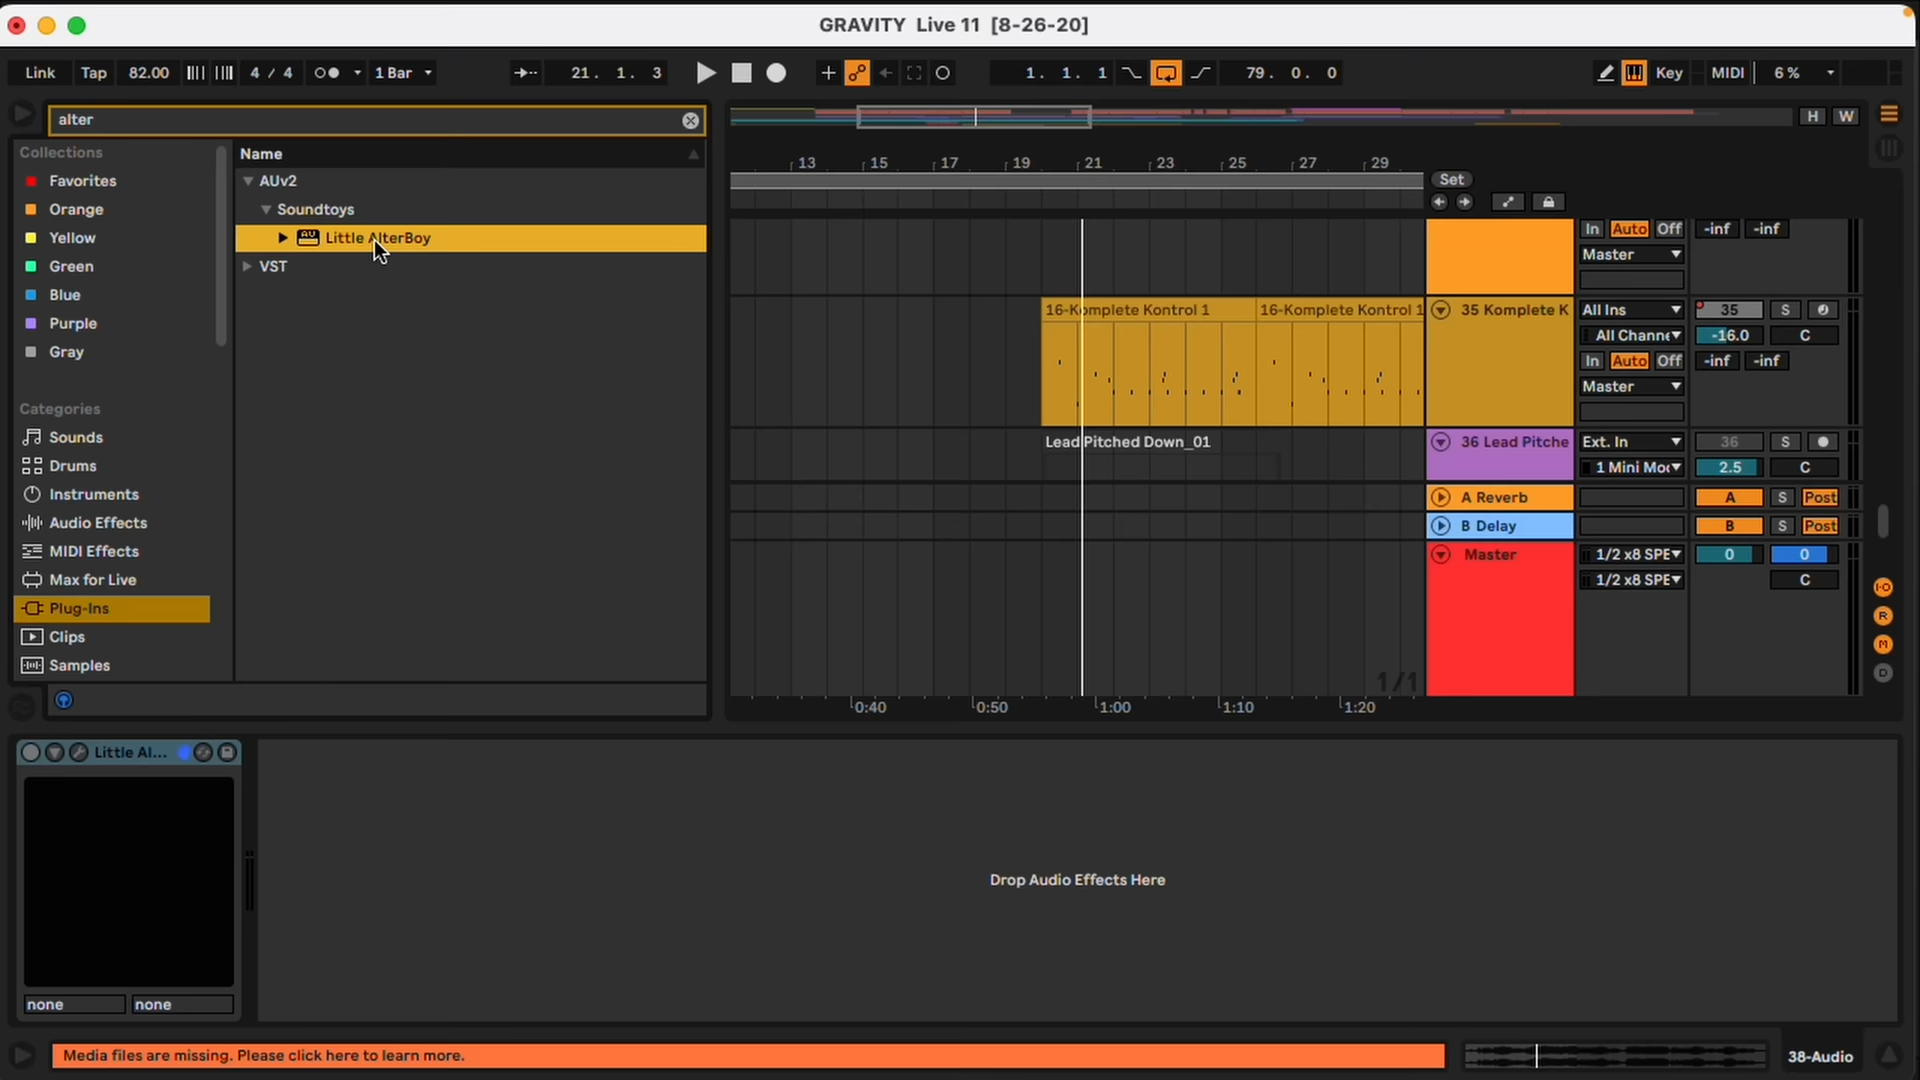 GRAVITY Live 11 [8-26-20]
Link Tap 82.00 4 / 4 1 Bar 21. 1. 3 1. 1. 1 79. 0. 0 Key MIDI 6 %
alter
H W
Collections
Favorites
Orange
Yellow
Green
Blue
Purple
Gray
Categories
Sounds
Drums
Instruments
Audio Effects
MIDI Effects
Max for Live
Plug-Ins
Clips
Samples
Name
AUv2
Soundtoys
Little AlterBoy
VST
13 15 17 19 21 23 25 27 29
Set
In Auto Off -inf -inf
Master
16-Komplete Kontrol 1 16-Komplete Kontrol 1 35 Komplete K All Ins 35 S
All Channe -16.0 C
In Auto Off -inf -inf
Master
Lead Pitched Down_01 36 Lead Pitche Ext. In 36 S
1 Mini Moc 2.5 C
A Reverb A S Post
B Delay B S Post
Master 1/2 x8 SPE 0 0
1/2 x8 SPE C
1/1
0:40 0:50 1:00 1:10 1:20
I·O
R
M
D
Little Al...
none none
Drop Audio Effects Here
Media files are missing. Please click here to learn more.
38-Audio